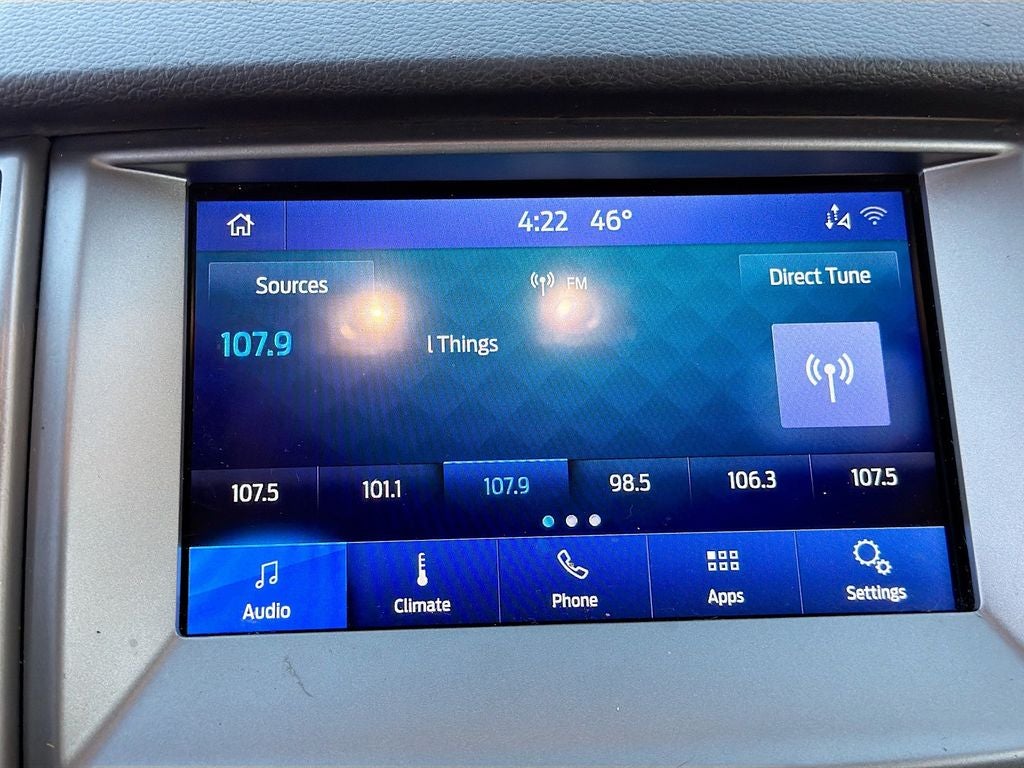 4:22 46°
Sources FM Direct Tune
107.9 l Things
107.5 101.1 107.9 98.5 106.3 107.5
Audio Climate Phone Apps Settings